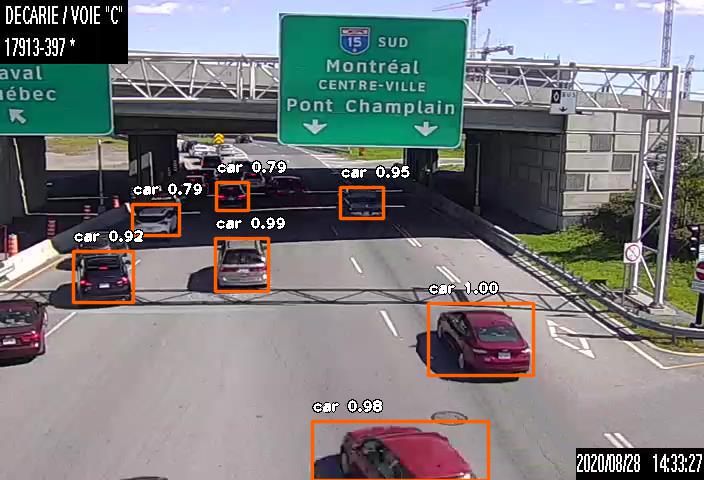 DECARIE / VOIE "C"
17913-397 *
aval
uébec
15 SUD
Montréal
CENTRE-VILLE
Pont Champlain
BUS
car 0.79
car 0.79
car 0.95
car 0.92
car 0.99
car 1.00
car 0.98
2020/08/28 14:33:27